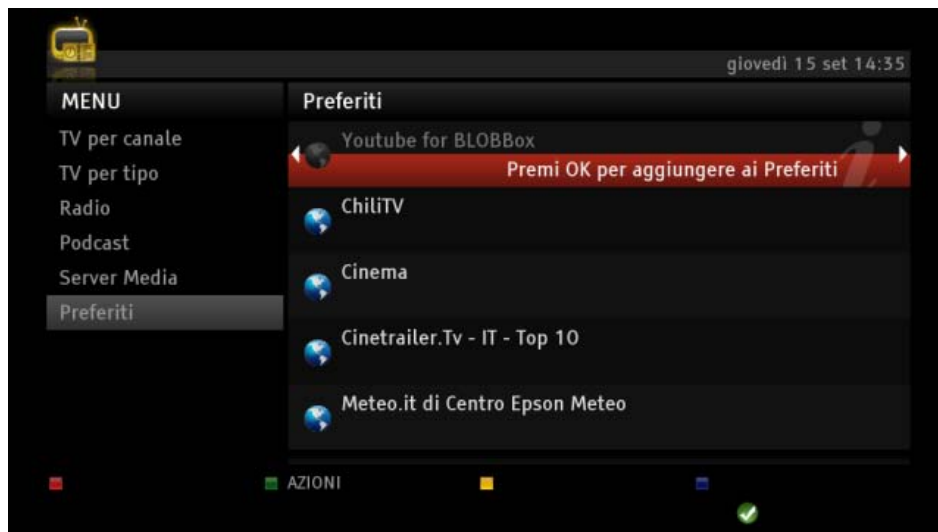 giovedì 15 set 14:35
MENU
TV per canale
TV per tipo
Radio
Podcast
Server Media
Preferiti
Preferiti
Youtube for BLOBBox
Premi OK per aggiungere ai Preferiti
ChiliTV
Cinema
Cinetrailer.Tv - IT - Top 10
Meteo.it di Centro Epson Meteo
AZIONI